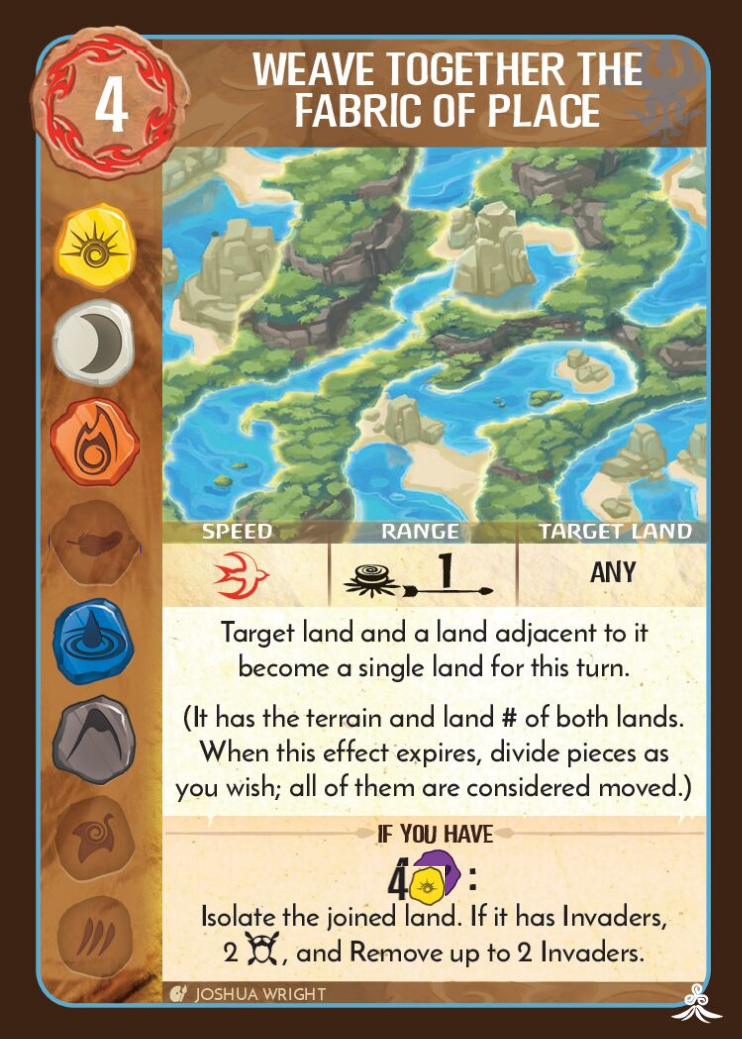 4
WEAVE TOGETHER THE
FABRIC OF PLACE
SPEED RANGE TARGET LAND
1 ANY
Target land and a land adjacent to it
become a single land for this turn.
(It has the terrain and land # of both lands.
When this effect expires, divide pieces as
you wish; all of them are considered moved.)
IF YOU HAVE
4 :
Isolate the joined land. If it has Invaders,
2 , and Remove up to 2 Invaders.
JOSHUA WRIGHT